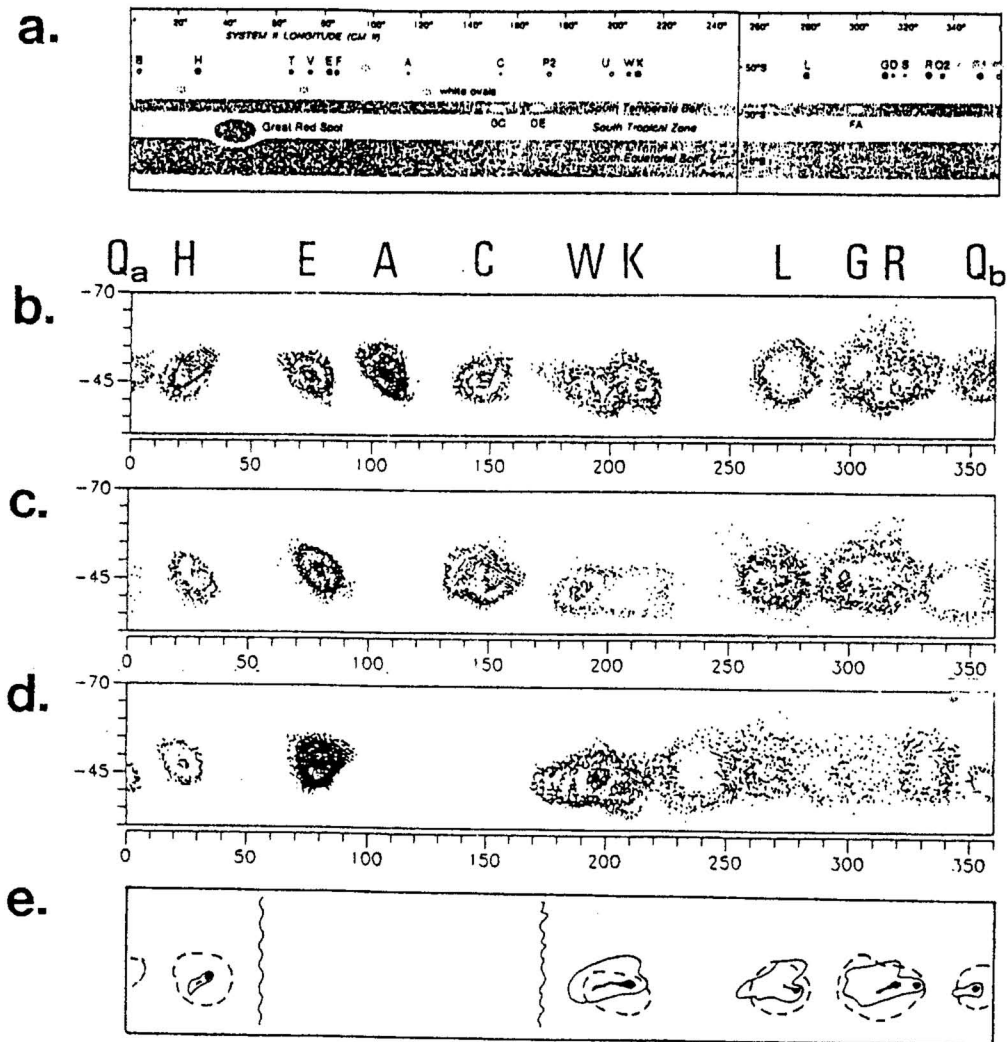 a.
20° 40° 60° 80° 100° 120° 140° 160° 180° 200° 220° 240° 260° 280° 300° 320° 340°
SYSTEM II LONGITUDE (CM II)
B H T V E F A C P2 U W K L G D S R Q2
50°S
white ovals
South Temperate Belt
30°S
Great Red Spot BC DE South Tropical Zone FA
South Equatorial Belt
Qa H E A C W K L G R Qb
b.
-70
-45
0 50 100 150 200 250 300 350
c.
-70
-45
0 50 100 150 200 250 300 350
d.
-70
-45
0 50 100 150 200 250 300 350
e.